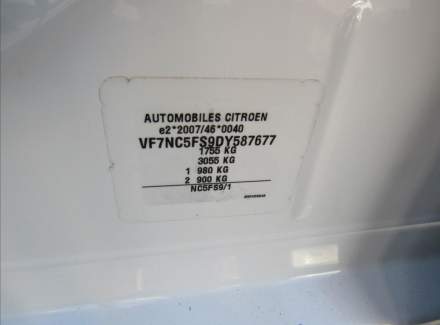 AUTOMOBILES CITROEN
e2*2007/46*0040
VF7NC5FS9DY587677
1755 KG
3055 KG
1 980 KG
2 900 KG
NC5FS9/1